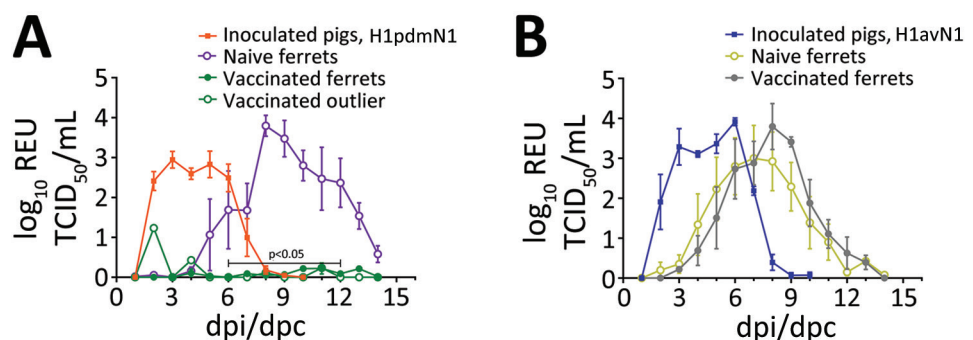 A
Inoculated pigs, H1pdmN1
Naive ferrets
Vaccinated ferrets
Vaccinated outlier
log10 REU
TCID50/mL
5
4
3
2
1
0
p<0.05
0 3 6 9 12 15
dpi/dpc
B
Inoculated pigs, H1avN1
Naive ferrets
Vaccinated ferrets
log10 REU
TCID50/mL
5
4
3
2
1
0
0 3 6 9 12 15
dpi/dpc